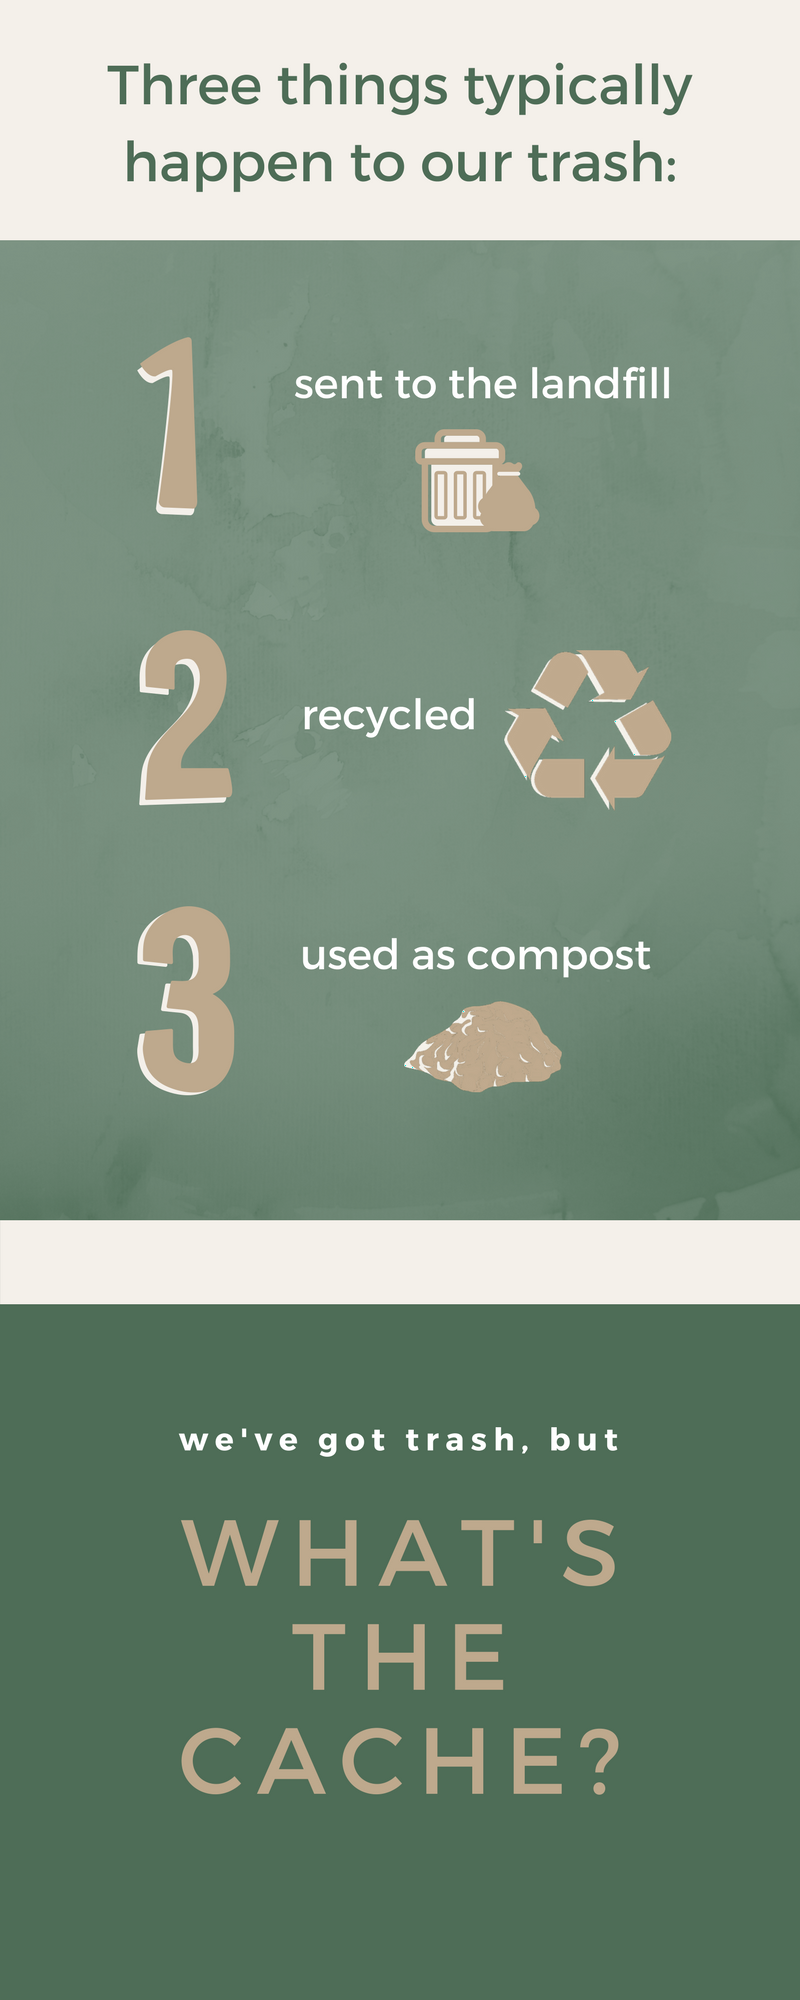 Three things typically
happen to our trash:
1
sent to the landfill
2
recycled
3
used as compost
we've got trash, but
WHAT'S
THE
CACHE?